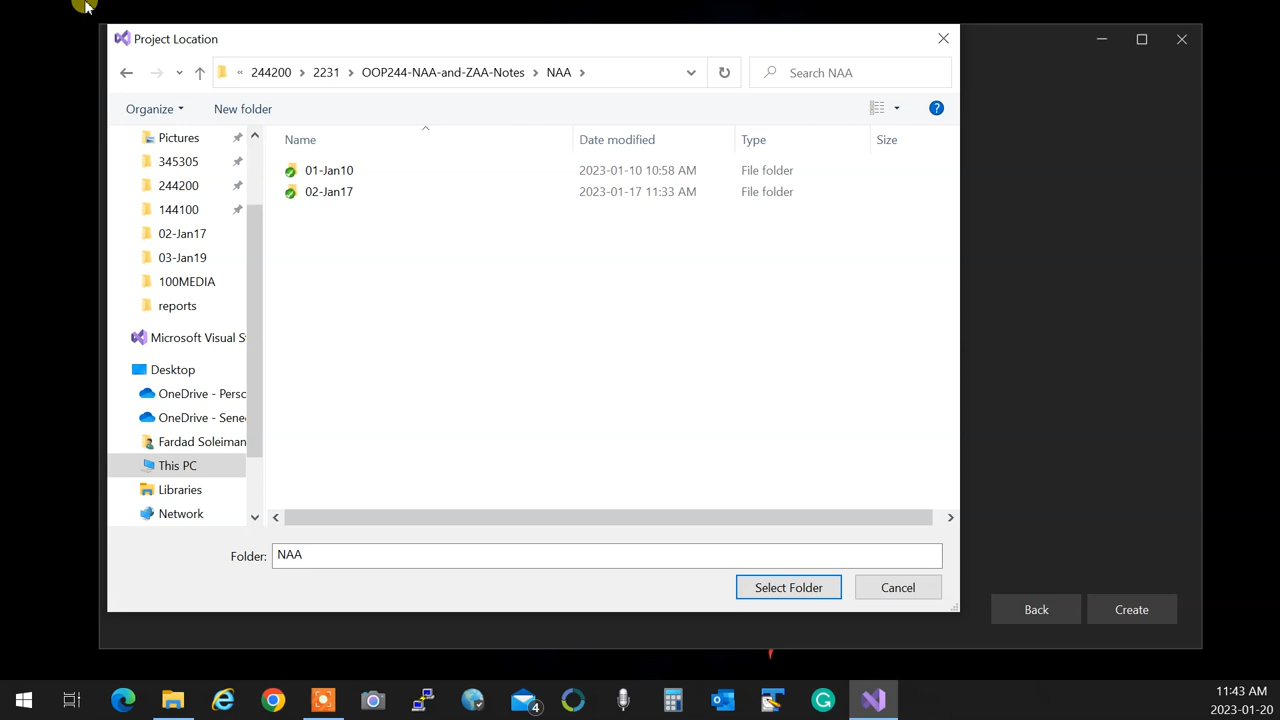 Project Location
« 244200 › 2231 › OOP244-NAA-and-ZAA-Notes › NAA ›
Search NAA
Organize
New folder
?
Name
Date modified
Type
Size
Pictures
345305
244200
144100
02-Jan17
03-Jan19
100MEDIA
reports
Microsoft Visual S
Desktop
OneDrive - Perso
OneDrive - Sene
Fardad Soleiman
This PC
Libraries
Network
01-Jan10 2023-01-10 10:58 AM File folder
02-Jan17 2023-01-17 11:33 AM File folder
Folder: NAA
Select Folder
Cancel
Back
Create
4
11:43 AM
2023-01-20